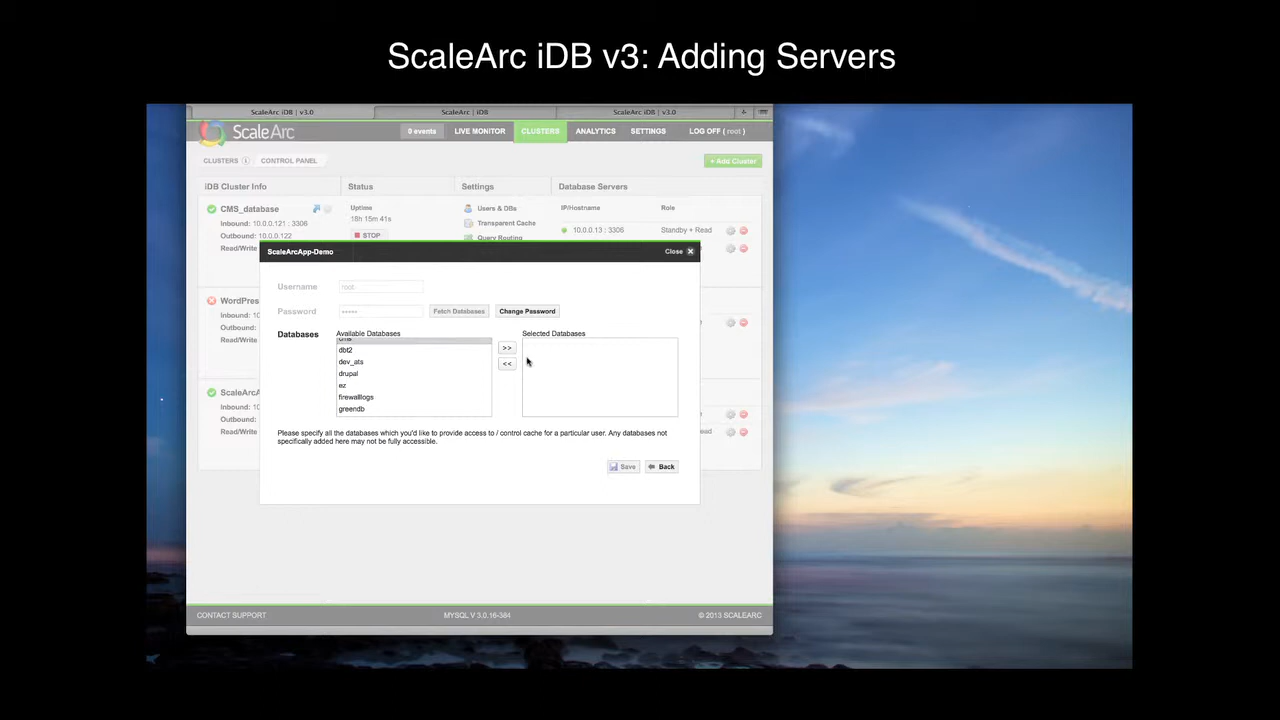 ScaleArc iDB v3: Adding Servers
ScaleArc iDB | v3.0
ScaleArc | iDB
ScaleArc iDB | v3.0
ScaleArc
0 events
LIVE MONITOR
CLUSTERS
ANALYTICS
SETTINGS
LOG OFF ( root )
CLUSTERS
CONTROL PANEL
+ Add Cluster
iDB Cluster Info
Status
Settings
Database Servers
CMS_database
Uptime
Users & DBs
IP/Hostname
Role
Inbound: 10.0.0.121 : 3306
18h 15m 41s
Transparent Cache
10.0.0.13 : 3306
Standby + Read
Outbound: 10.0.0.122
STOP
Query Routing
Read/Write
ScaleArcApp-Demo
Close
Username
root
Password
•••••
Fetch Databases
Change Password
Databases
Available Databases
Selected Databases
cms
dbt2
dev_ats
drupal
ez
firewalllogs
greendb
>>
<<
Please specify all the databases which you'd like to provide access to / control cache for a particular user. Any databases not
specifically added here may not be fully accessible.
Save
Back
WordPres
Inbound: 10
Outbound:
Read/Write
ScaleArcA
Inbound: 10
Outbound:
Read/Write
ead
CONTACT SUPPORT
MYSQL V 3.0.16-364
© 2013 SCALEARC